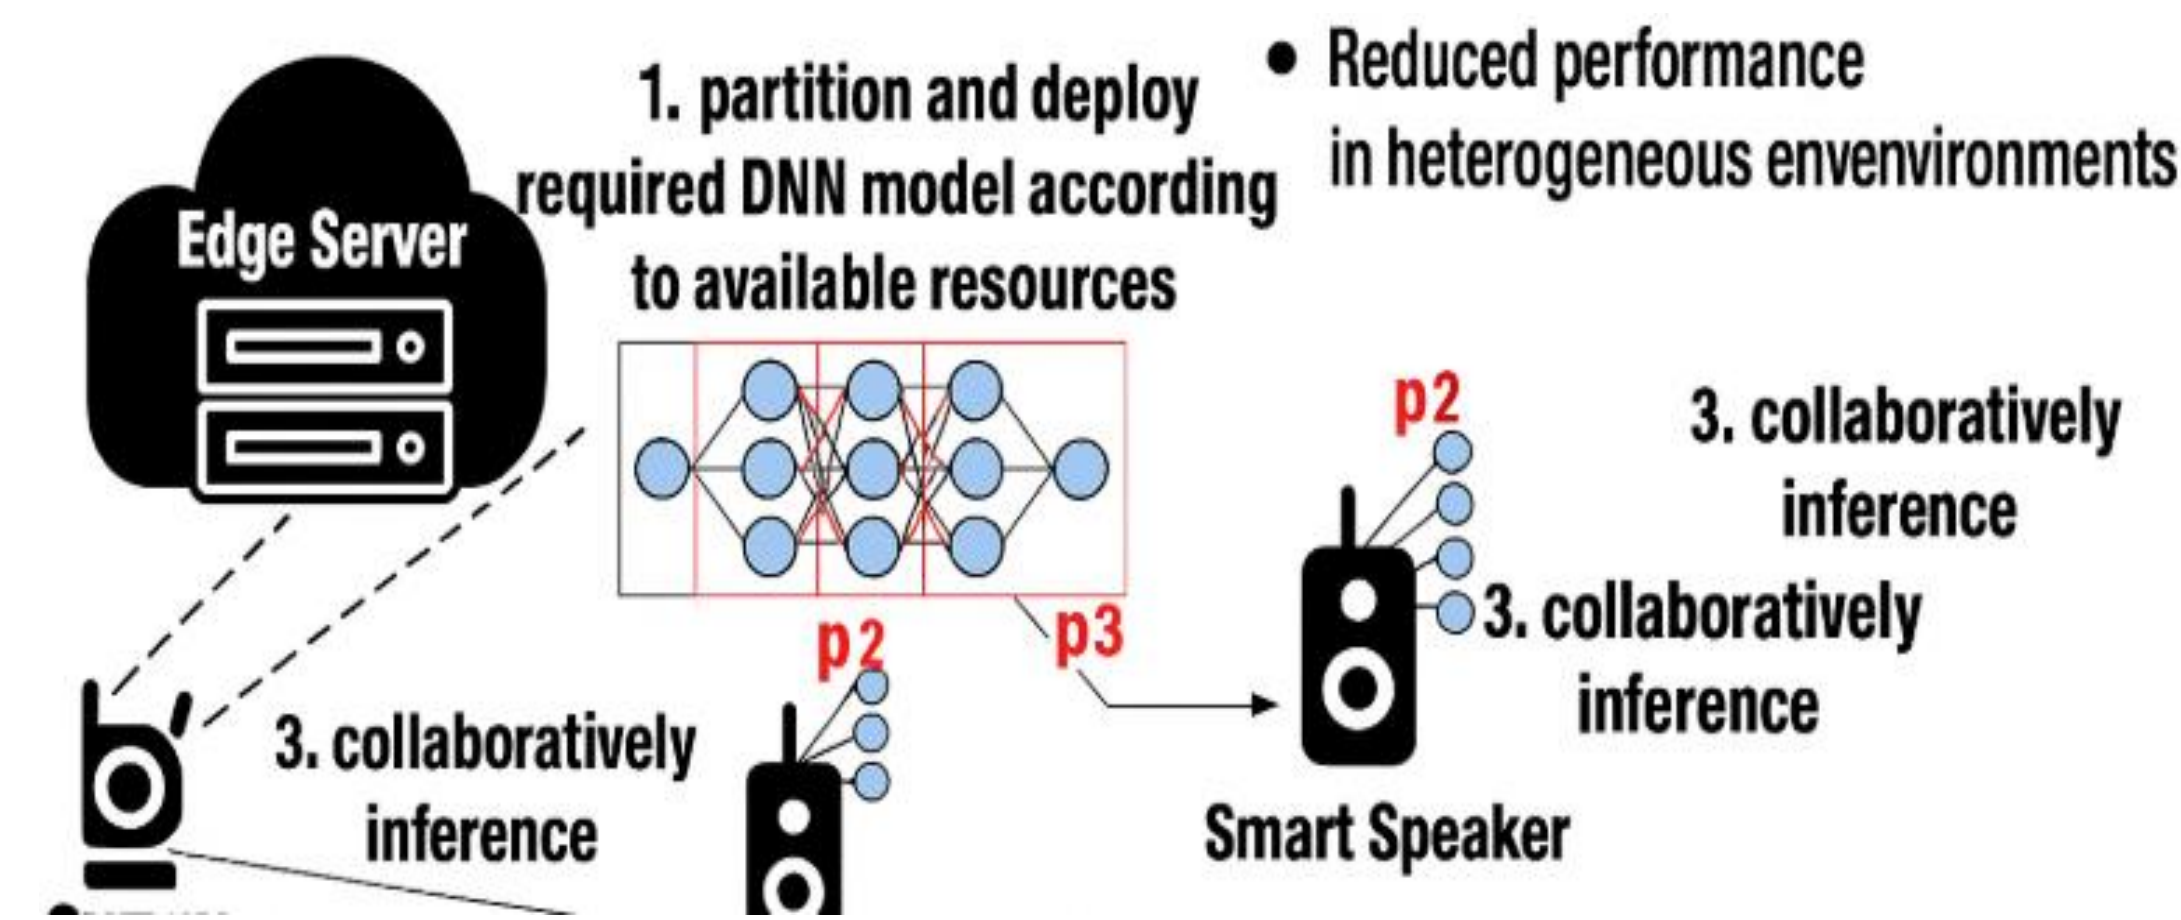 Edge Server
1. partition and deploy
required DNN model according
to available resources
• Reduced performance
in heterogeneous envenvironments
p2
3. collaboratively
inference
3. collaboratively
inference
p3
p2
3. collaboratively
inference
Smart Speaker